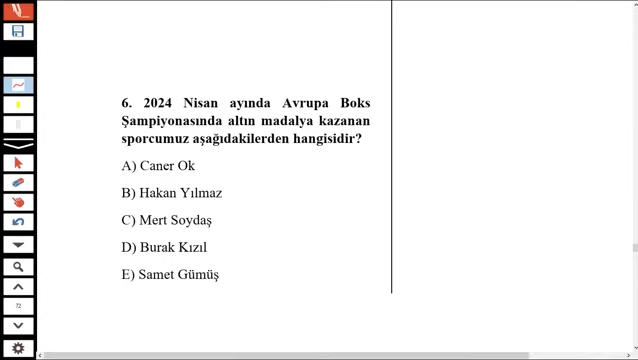 6. 2024 Nisan ayında Avrupa Boks
Şampiyonasında altın madalya kazanan
sporcumuz aşağıdakilerden hangisidir?
A) Caner Ok
B) Hakan Yılmaz
C) Mert Soydaş
D) Burak Kızıl
E) Samet Gümüş
72